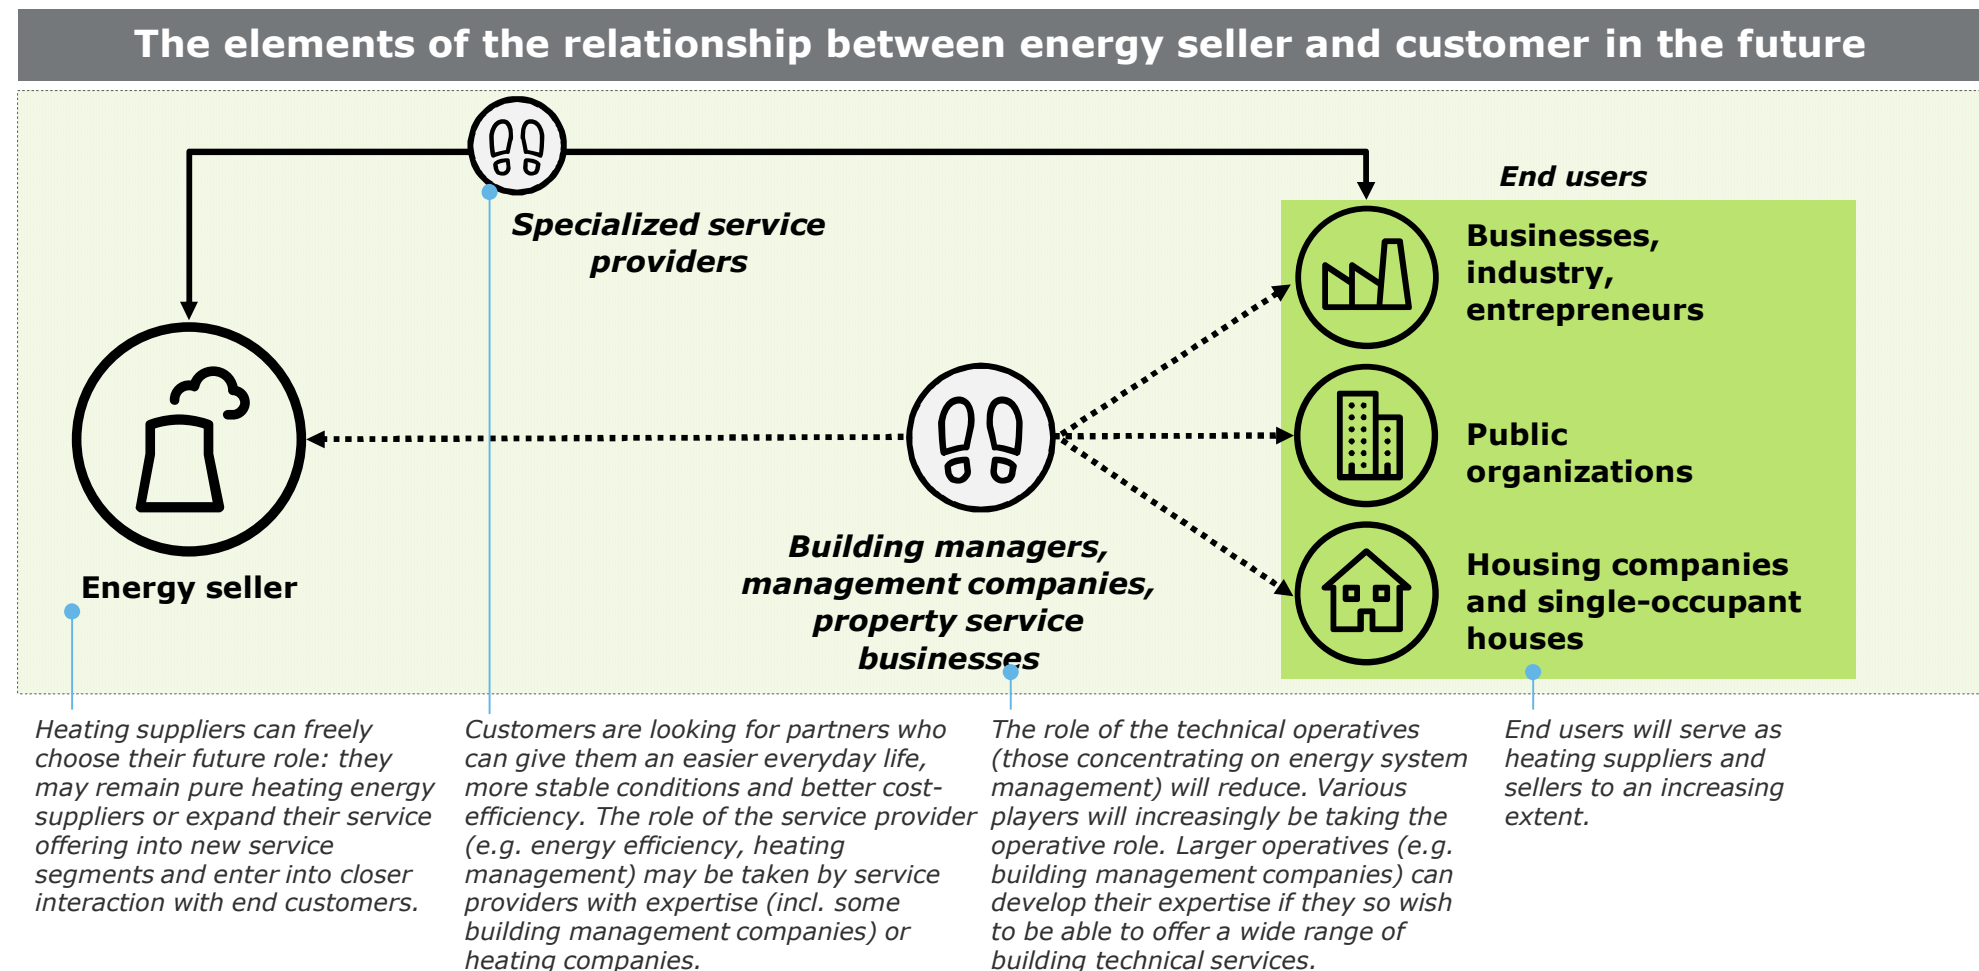 The elements of the relationship between energy seller and customer in the future
Specialized service
providers
End users
Businesses,
industry,
entrepreneurs
Public
organizations
Housing companies
and single-occupant
houses
Energy seller
Building managers,
management companies,
property service
businesses
Heating suppliers can freely
choose their future role: they
may remain pure heating energy
suppliers or expand their service
offering into new service
segments and enter into closer
interaction with end customers.
Customers are looking for partners who
can give them an easier everyday life,
more stable conditions and better cost-
efficiency. The role of the service provider
(e.g. energy efficiency, heating
management) may be taken by service
providers with expertise (incl. some
building management companies) or
heating companies.
The role of the technical operatives
(those concentrating on energy system
management) will reduce. Various
players will increasingly be taking the
operative role. Larger operatives (e.g.
building management companies) can
develop their expertise if they so wish
to be able to offer a wide range of
building technical services.
End users will serve as
heating suppliers and
sellers to an increasing
extent.